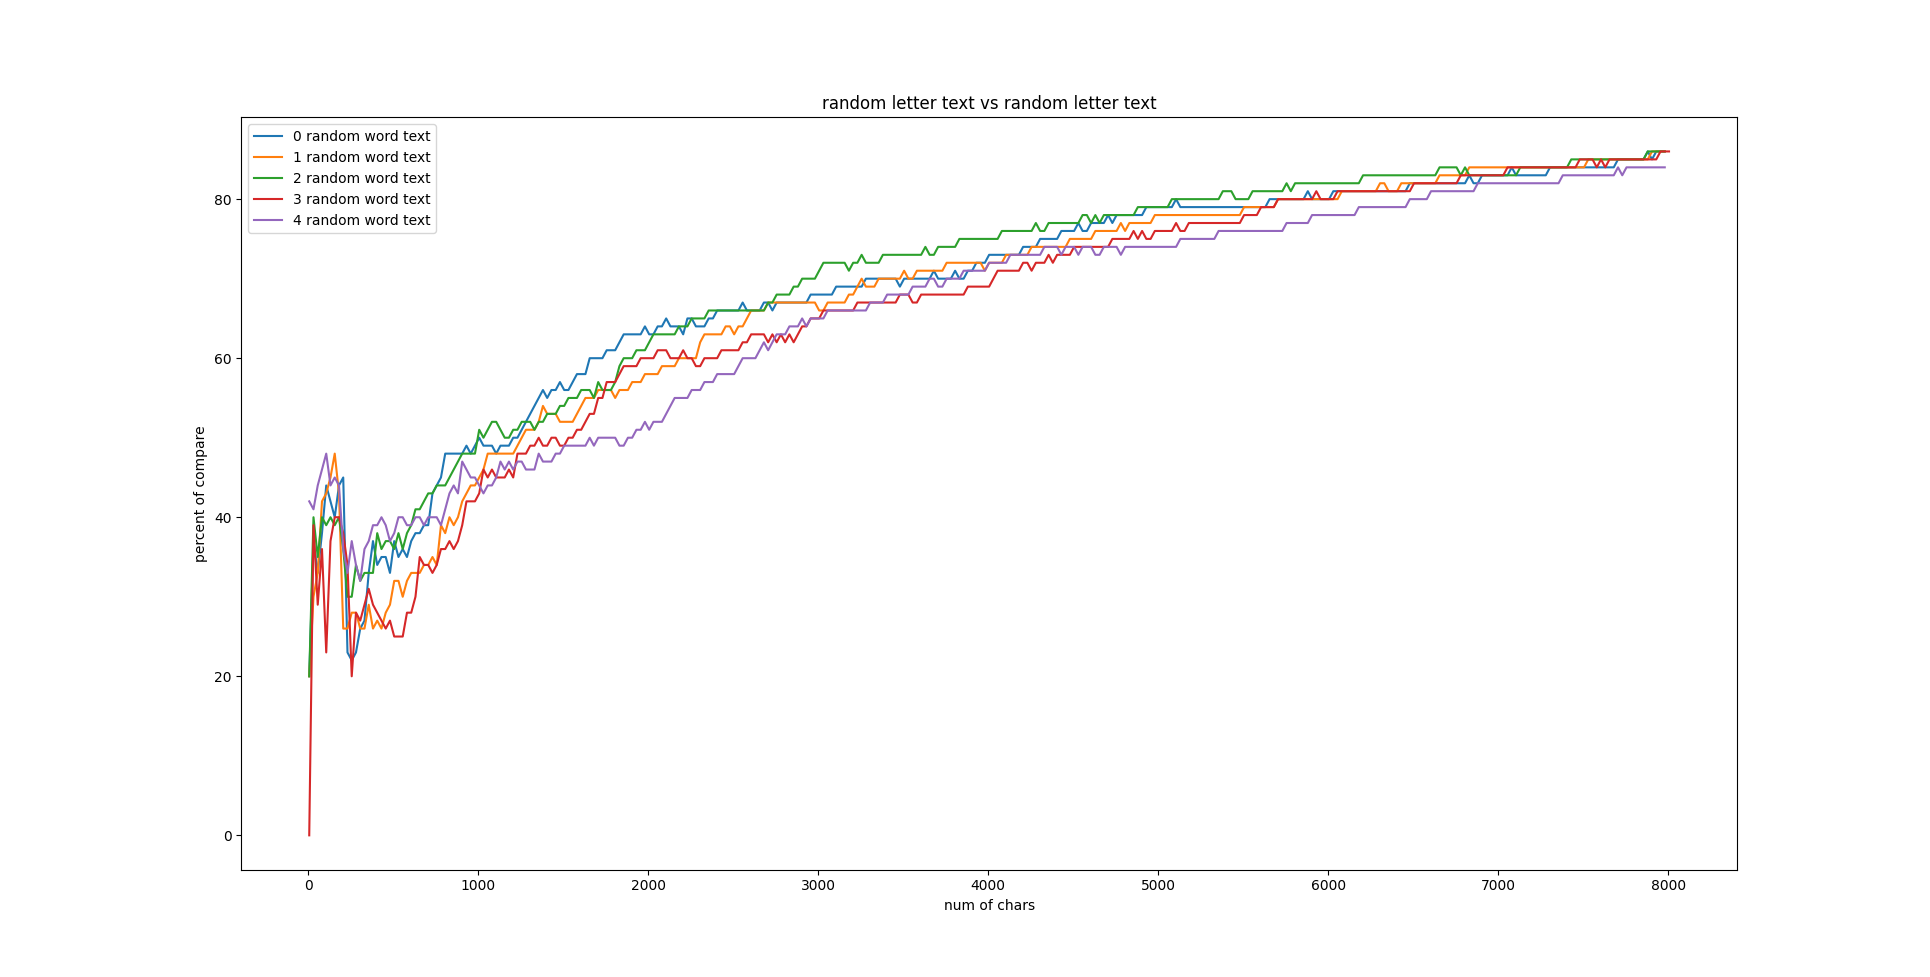 random letter text vs random letter text
0 random word text
1 random word text
2 random word text
3 random word text
4 random word text
percent of compare
80
60
40
20
0
0 1000 2000 3000 4000 5000 6000 7000 8000
num of chars